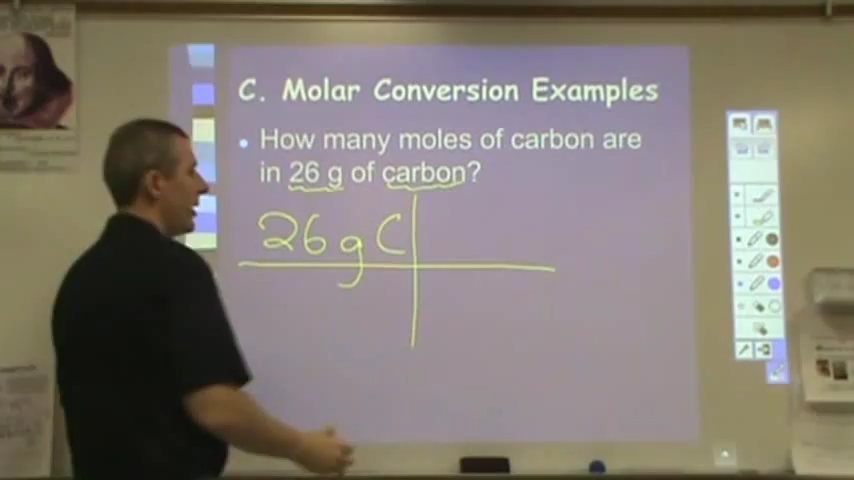 C. Molar Conversion Examples
• How many moles of carbon are
in 26 g of carbon?
26 g C